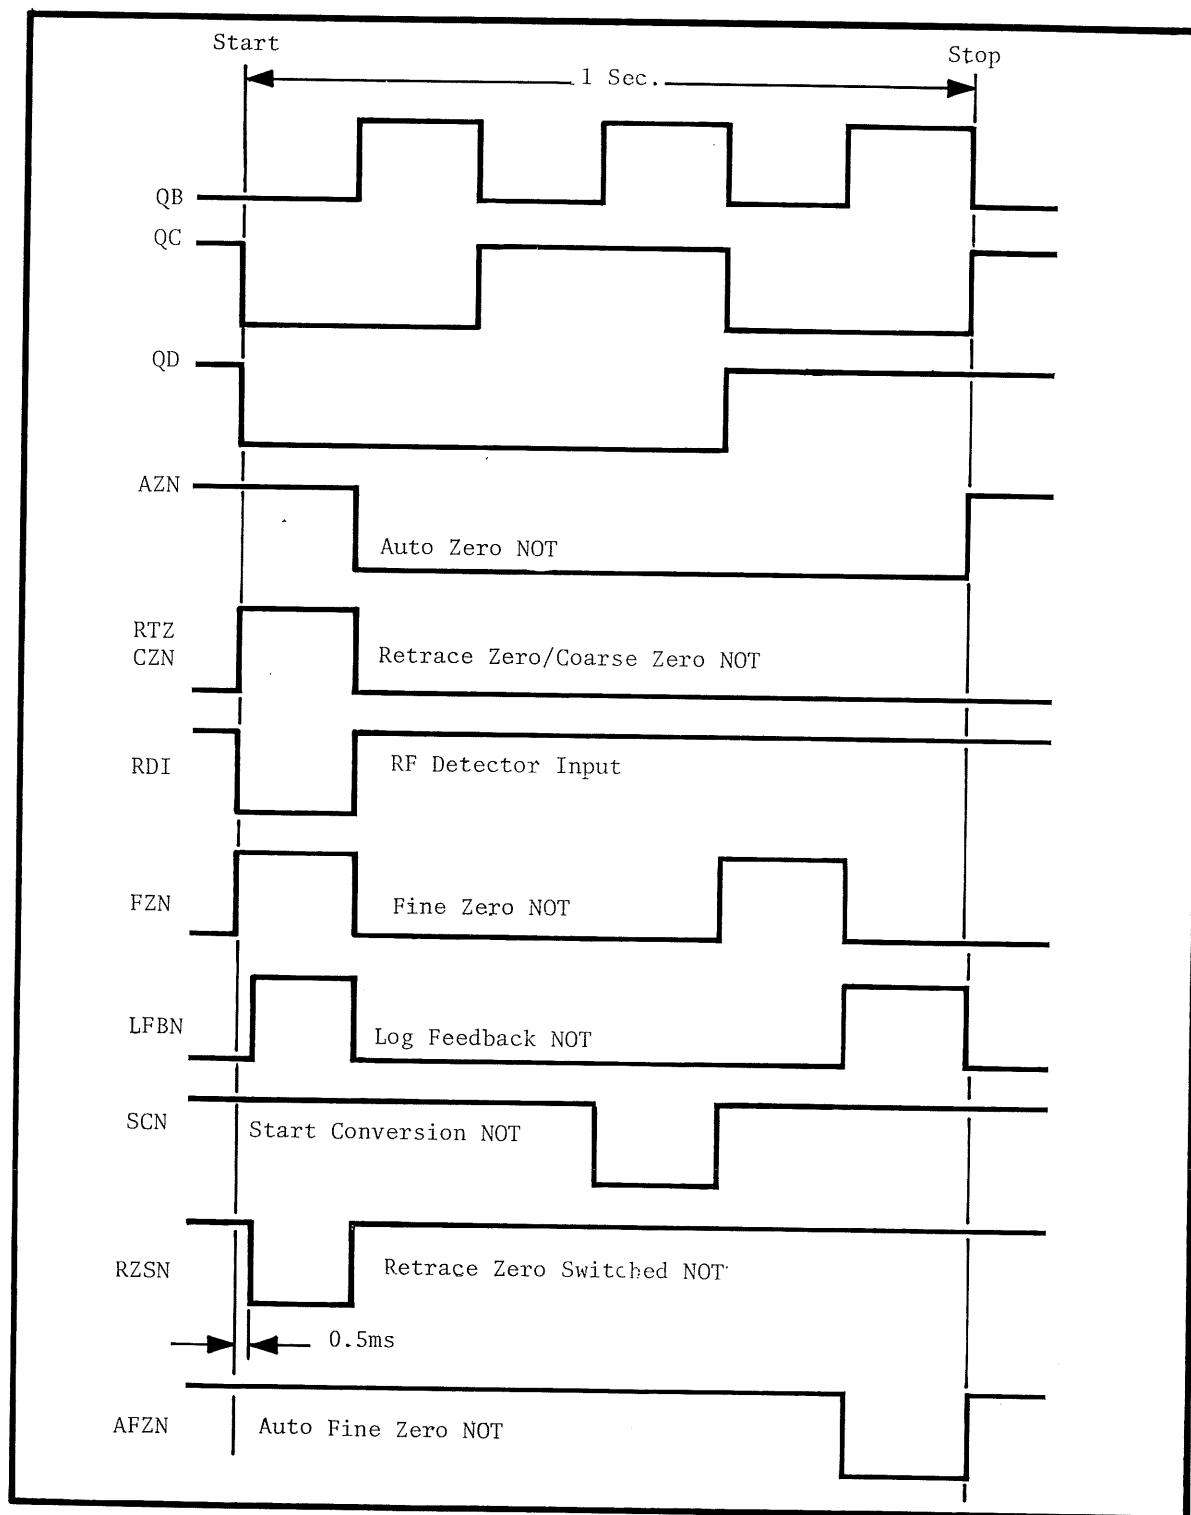 Start
Stop
1 Sec.
QB
QC
QD
AZN
Auto Zero NOT
RTZ
CZN
Retrace Zero/Coarse Zero NOT
RDI
RF Detector Input
FZN
Fine Zero NOT
LFBN
Log Feedback NOT
SCN
Start Conversion NOT
RZSN
Retrace Zero Switched NOT
0.5ms
AFZN
Auto Fine Zero NOT